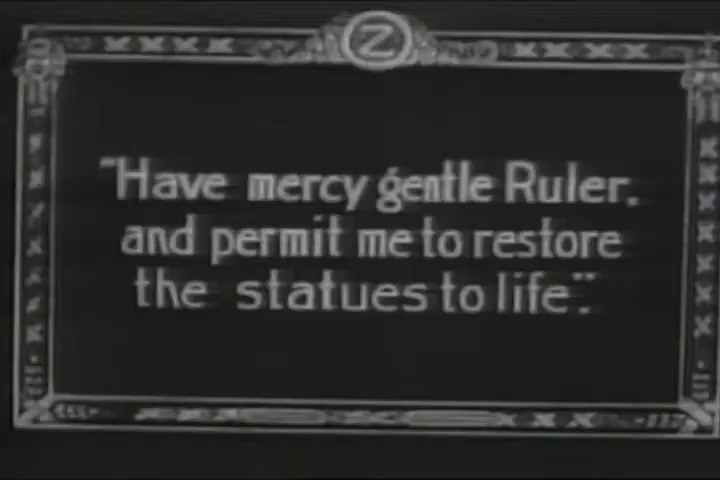 Z
"Have mercy gentle Ruler.
and permit me to restore
the statues to life".